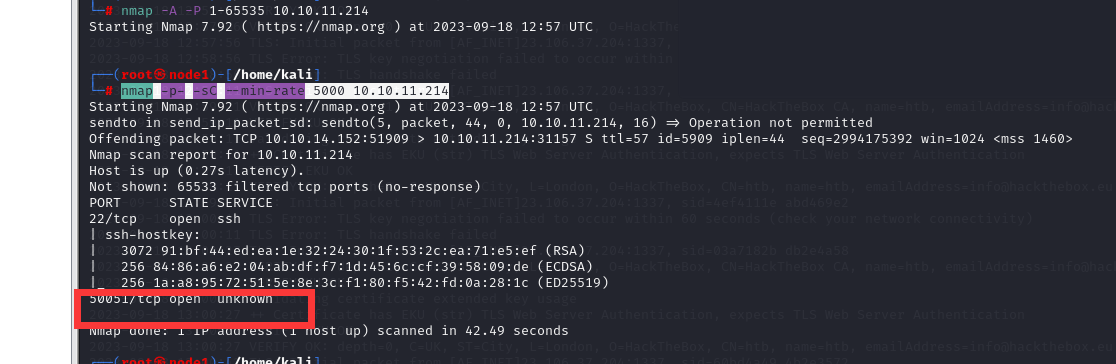 └─# nmap -A -P 1-65535 10.10.11.214
Starting Nmap 7.92 ( https://nmap.org ) at 2023-09-18 12:57 UTC
┌──(root㉿node1)-[/home/kali]
└─# nmap -p- -sC --min-rate 5000 10.10.11.214
Starting Nmap 7.92 ( https://nmap.org ) at 2023-09-18 12:57 UTC
sendto in send_ip_packet_sd: sendto(5, packet, 44, 0, 10.10.11.214, 16) => Operation not permitted
Offending packet: TCP 10.10.14.152:51909 > 10.10.11.214:31157 S ttl=57 id=5909 iplen=44  seq=2994175392 win=1024 <mss 1460>
Nmap scan report for 10.10.11.214
Host is up (0.27s latency).
Not shown: 65533 filtered tcp ports (no-response)
PORT      STATE SERVICE
22/tcp    open  ssh
| ssh-hostkey:
|   3072 91:bf:44:ed:ea:1e:32:24:30:1f:53:2c:ea:71:e5:ef (RSA)
|   256 84:86:a6:e2:04:ab:df:f7:1d:45:6c:cf:39:58:09:de (ECDSA)
|_  256 1a:a8:95:72:51:5e:8e:3c:f1:80:f5:42:fd:0a:28:1c (ED25519)
50051/tcp open  unknown
Nmap done: 1 IP address (1 host up) scanned in 42.49 seconds